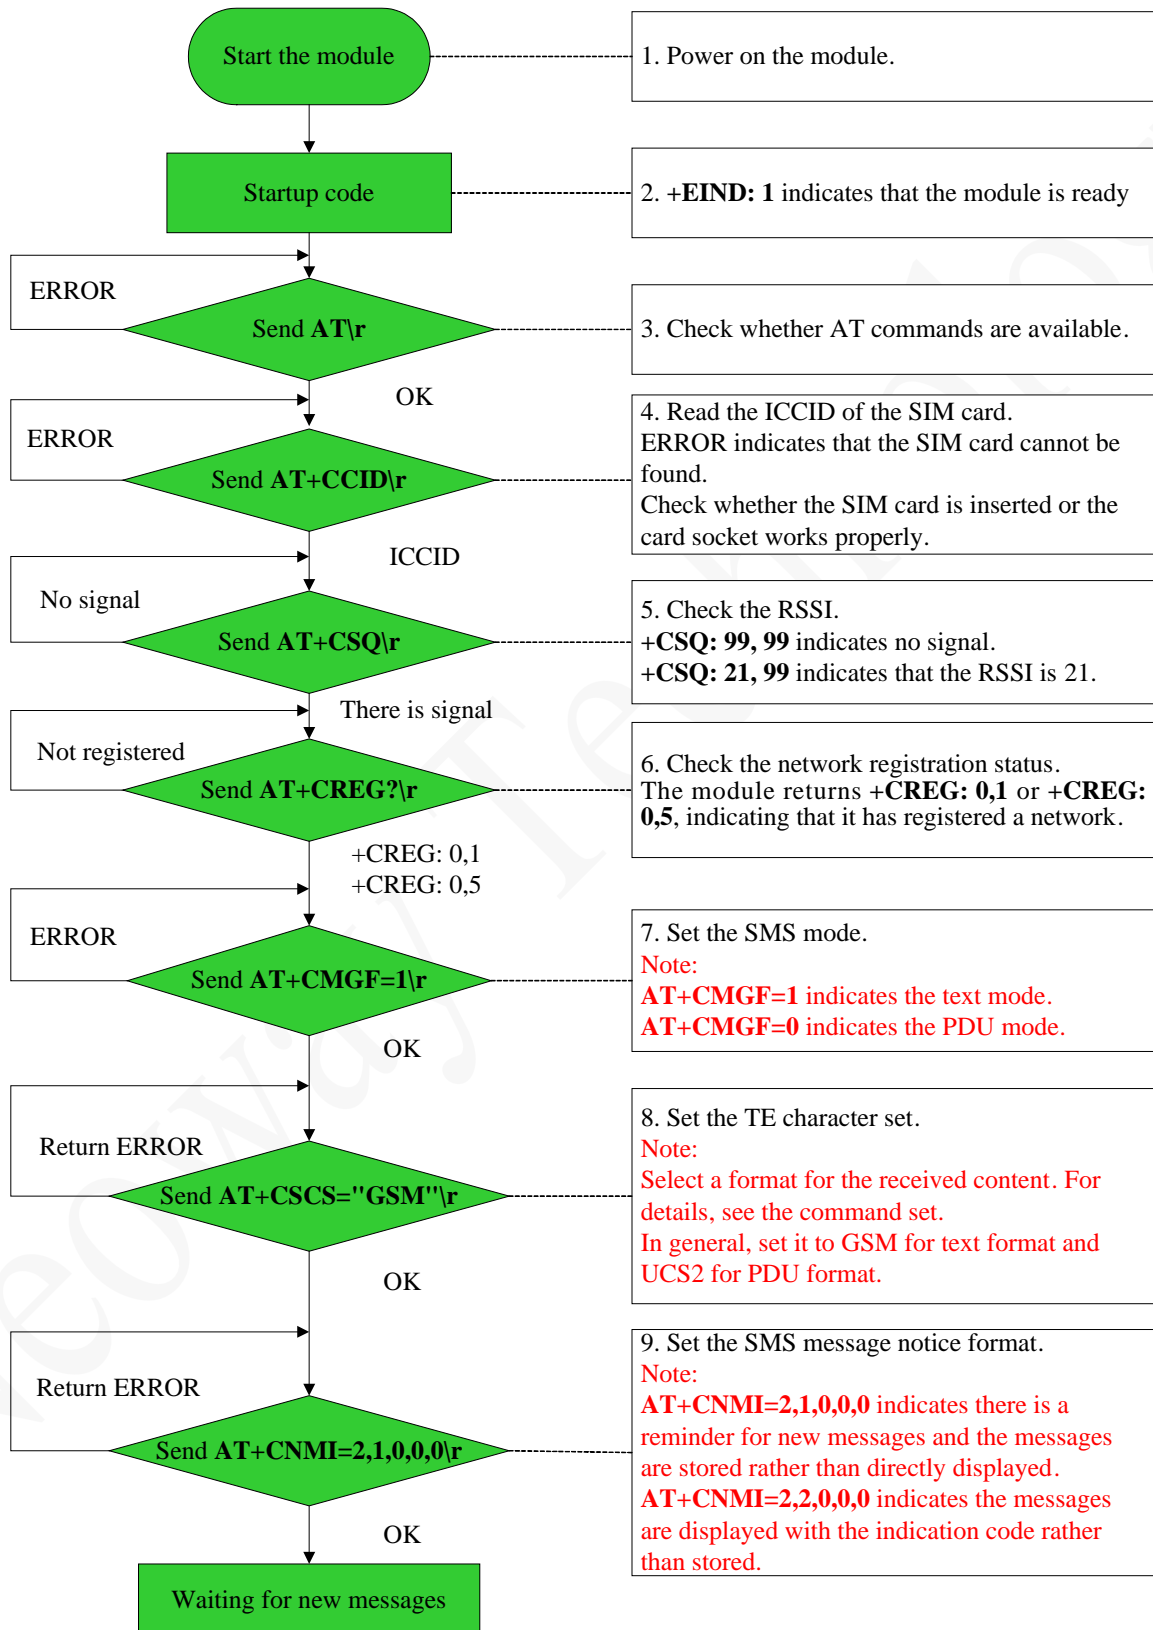 Start the module
1. Power on the module.
Startup code
2. +EIND: 1 indicates that the module is ready
ERROR
Send AT\r
3. Check whether AT commands are available.
OK
ERROR
Send AT+CCID\r
4. Read the ICCID of the SIM card.
ERROR indicates that the SIM card cannot be
found.
Check whether the SIM card is inserted or the
card socket works properly.
ICCID
No signal
Send AT+CSQ\r
5. Check the RSSI.
+CSQ: 99, 99 indicates no signal.
+CSQ: 21, 99 indicates that the RSSI is 21.
There is signal
Not registered
Send AT+CREG?\r
6. Check the network registration status.
The module returns +CREG: 0,1 or +CREG:
0,5, indicating that it has registered a network.
+CREG: 0,1
+CREG: 0,5
ERROR
Send AT+CMGF=1\r
7. Set the SMS mode.
Note:
AT+CMGF=1 indicates the text mode.
AT+CMGF=0 indicates the PDU mode.
OK
Return ERROR
Send AT+CSCS="GSM"\r
8. Set the TE character set.
Note:
Select a format for the received content. For
details, see the command set.
In general, set it to GSM for text format and
UCS2 for PDU format.
OK
Return ERROR
Send AT+CNMI=2,1,0,0,0\r
9. Set the SMS message notice format.
Note:
AT+CNMI=2,1,0,0,0 indicates there is a
reminder for new messages and the messages
are stored rather than directly displayed.
AT+CNMI=2,2,0,0,0 indicates the messages
are displayed with the indication code rather
than stored.
OK
Waiting for new messages